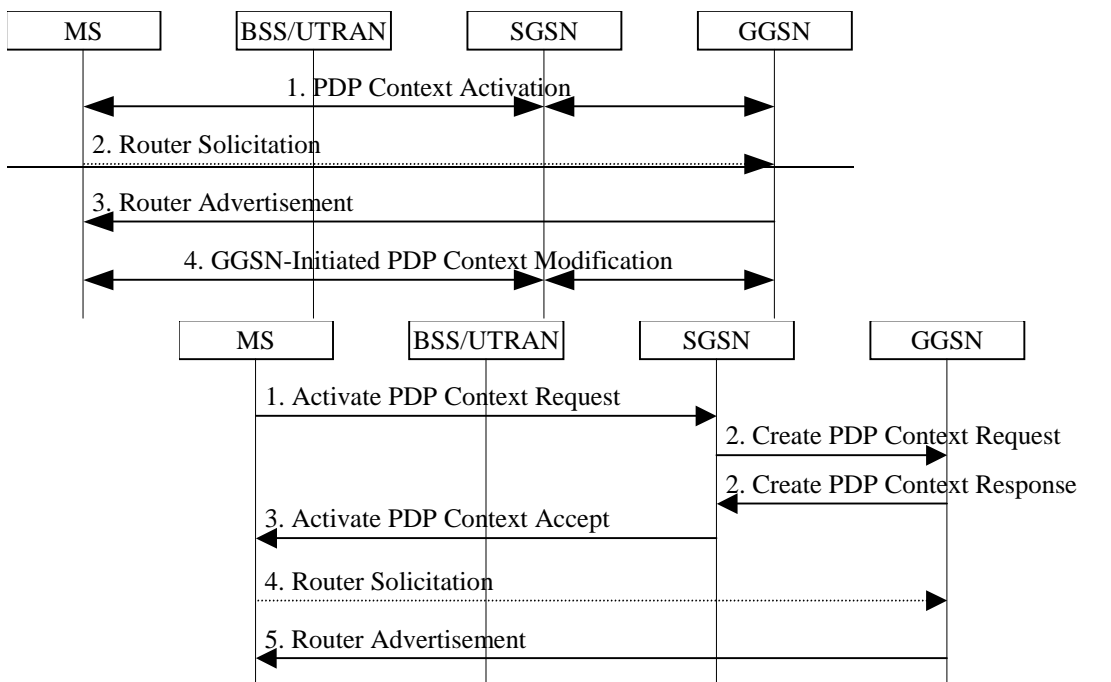 MS BSS/UTRAN SGSN GGSN
1. PDP Context Activation
2. Router Solicitation
3. Router Advertisement
4. GGSN-Initiated PDP Context Modification
MS BSS/UTRAN SGSN GGSN
1. Activate PDP Context Request
2. Create PDP Context Request
2. Create PDP Context Response
3. Activate PDP Context Accept
4. Router Solicitation
5. Router Advertisement